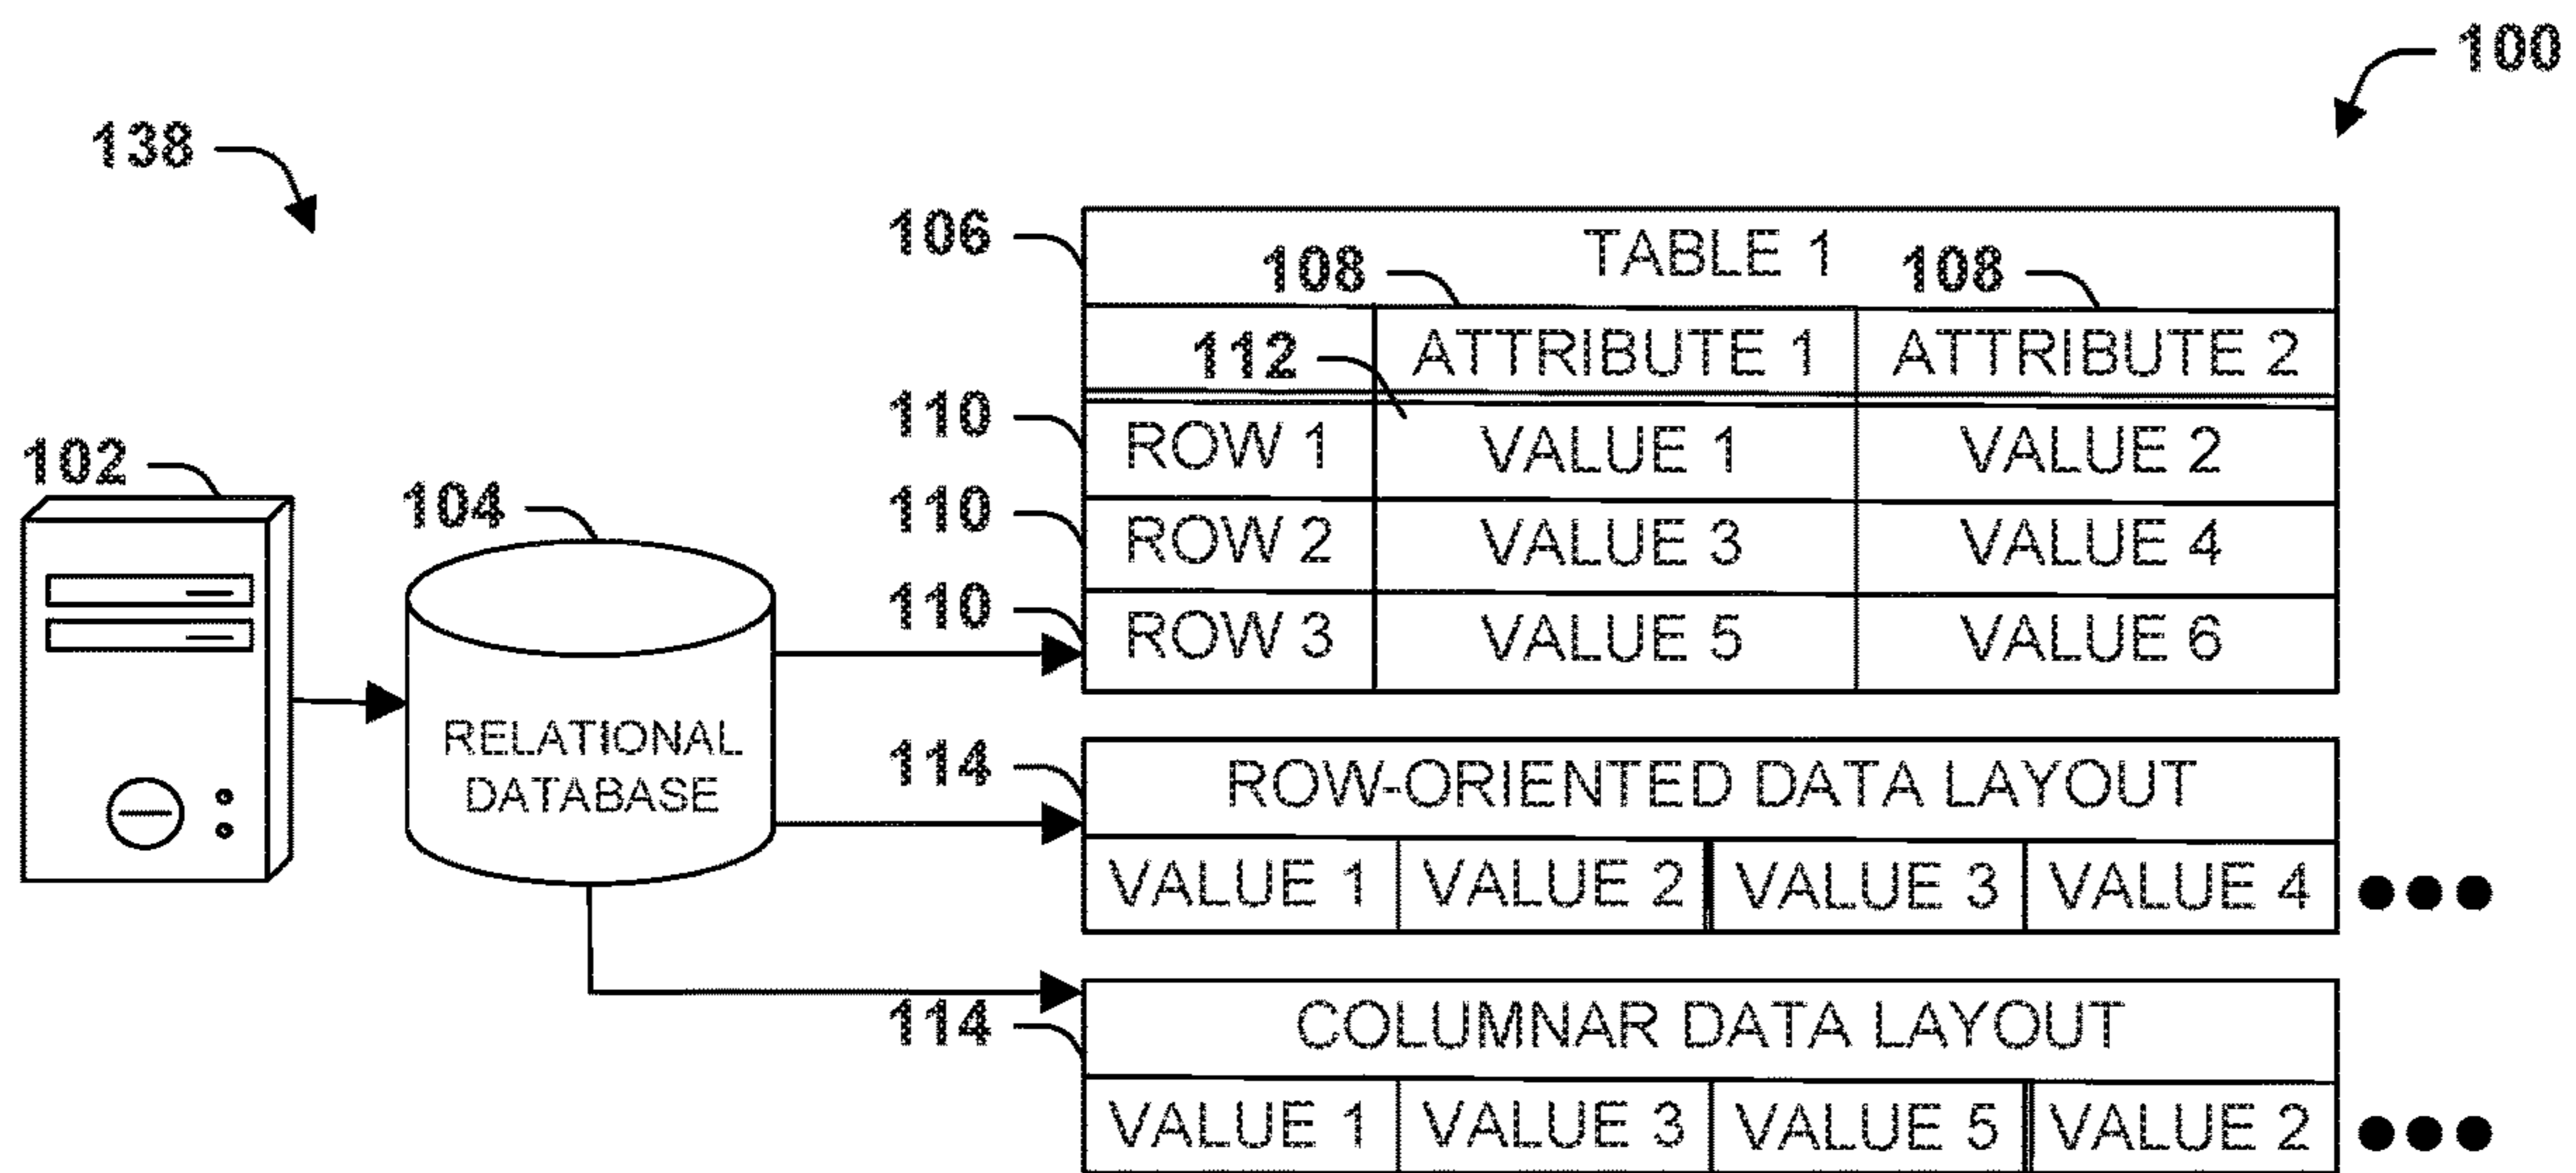 100
138
106
TABLE 1
108
108
ATTRIBUTE 1 ATTRIBUTE 2
112
110
ROW 1 VALUE 1 VALUE 2
110
ROW 2 VALUE 3 VALUE 4
110
ROW 3 VALUE 5 VALUE 6
102
104
RELATIONAL
DATABASE
114
ROW-ORIENTED DATA LAYOUT
VALUE 1 VALUE 2 VALUE 3 VALUE 4 ●●●
114
COLUMNAR DATA LAYOUT
VALUE 1 VALUE 3 VALUE 5 VALUE 2 ●●●